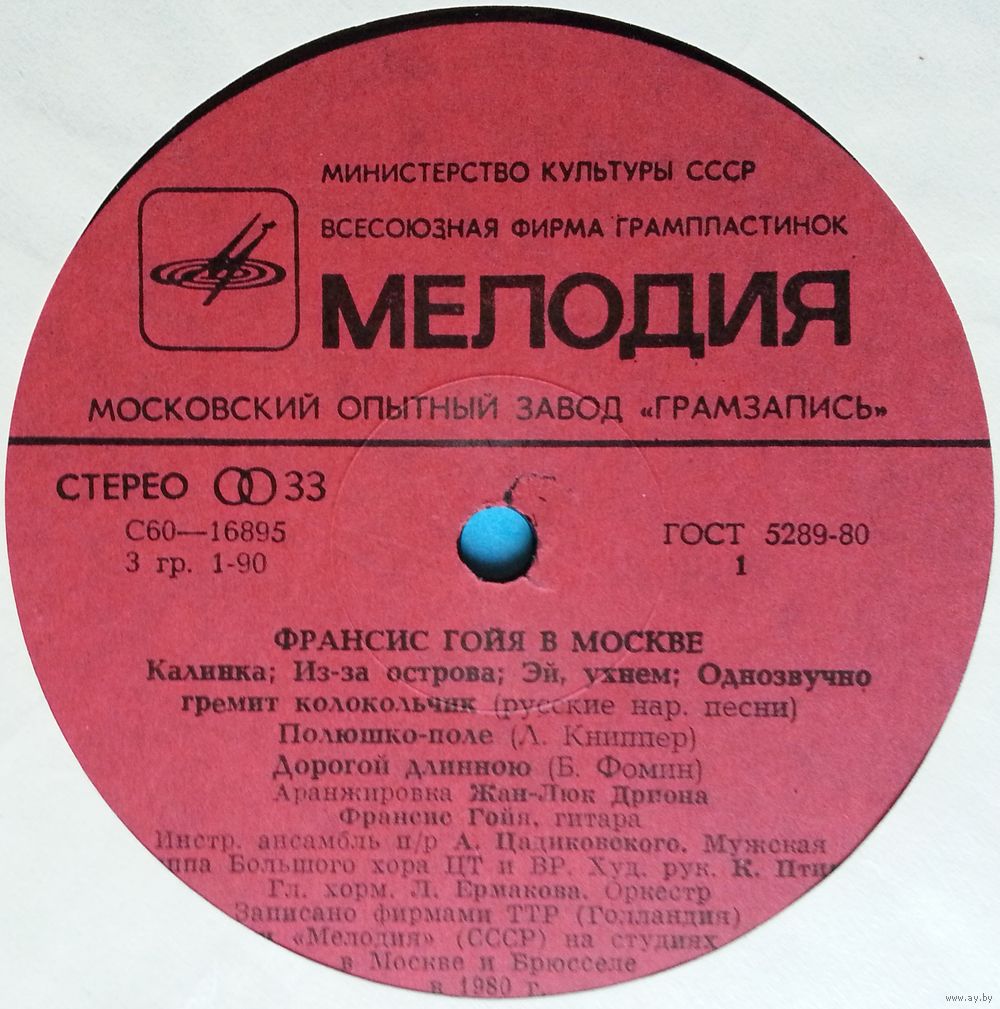 МИНИСТЕРСТВО КУЛЬТУРЫ СССР
ВСЕСОЮЗНАЯ ФИРМА ГРАМПЛАСТИНОК
МЕЛОДИЯ
МОСКОВСКИЙ ОПЫТНЫЙ ЗАВОД «ГРАМЗАПИСЬ»
СТЕРЕО 33
С60—16895
3 гр. 1-90
ГОСТ 5289-80
1
ФРАНСИС ГОЙЯ В МОСКВЕ
Калинка; Из-за острова; Эй, ухнем; Однозвучно
гремит колокольчик (русские нар. песни)
Полюшко-поле (Л. Книппер)
Дорогой длинною (Б. Фомин)
Аранжировка Жан-Люк Дриона
Франсис Гойя, гитара
Инстр. ансамбль п/р А. Цадиковского. Мужская
ппа Большого хора ЦТ и ВР. Худ. рук. К. Пти
Гл. хорм. Л. Ермакова. Оркестр
Записано фирмами ТТР (Голландия)
и «Мелодия» (СССР) на студиях
в Москве и Брюсселе
в 1980 г.
www.ay.by